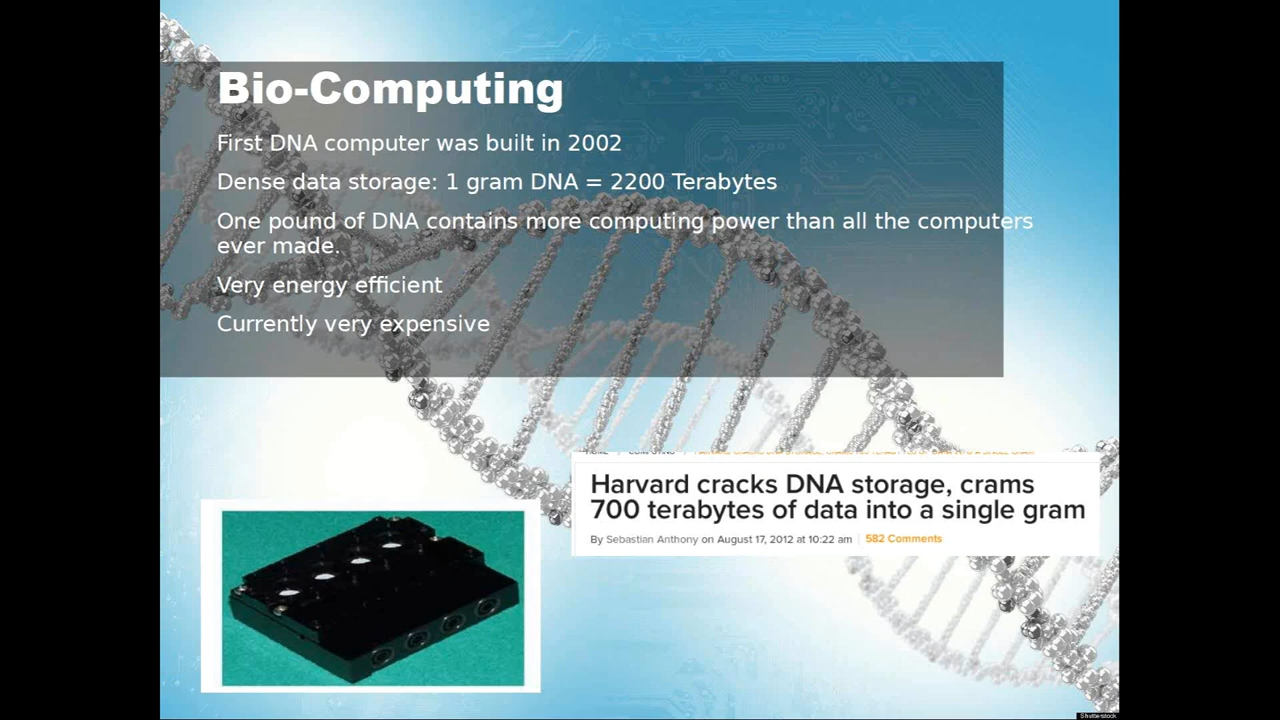 Bio-Computing
First DNA computer was built in 2002
Dense data storage: 1 gram DNA = 2200 Terabytes
One pound of DNA contains more computing power than all the computers
ever made.
Very energy efficient
Currently very expensive
Harvard cracks DNA storage, crams
700 terabytes of data into a single gram
By Sebastian Anthony on August 17, 2012 at 10:22 am
582 Comments
Shutterstock